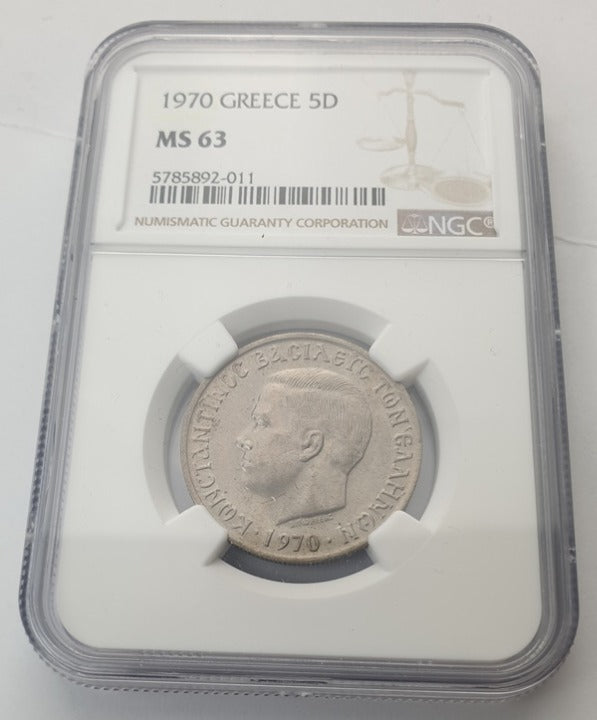 1970 GREECE 5D
MS 63
5785892-011
NUMISMATIC GUARANTY CORPORATION
NGC®
ΚΩΝϹΤΑΝΤΙΝΟϹ ΒΑϹΙΛΕΥϹ ΤΩΝ ΕΛΛΗΝΩΝ
· 1970 ·